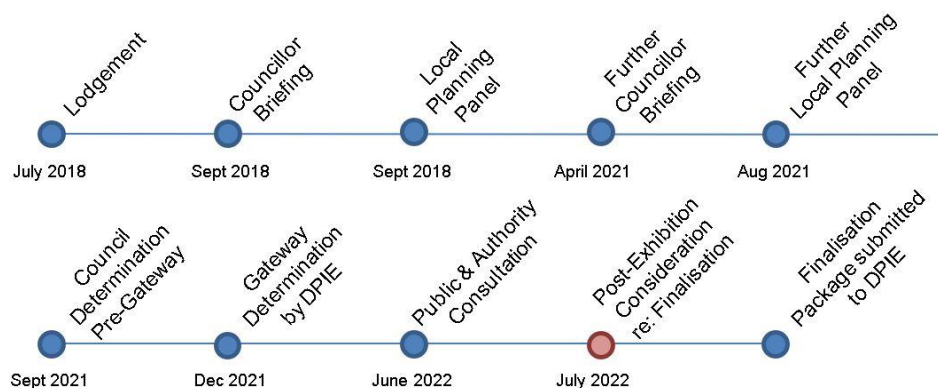 Lodgement
Councillor
Briefing
Local
Planning
Panel
Further
Councillor
Briefing
Further
Local Planning
Panel
July 2018
Sept 2018
Sept 2018
April 2021
Aug 2021
Council
Determination
Pre-Gateway
Gateway
Determination
by DPIE
Public & Authority
Consultation
Post-Exhibition
Consideration
re: Finalisation
Finalisation
Package submitted
to DPIE
Sept 2021
Dec 2021
June 2022
July 2022